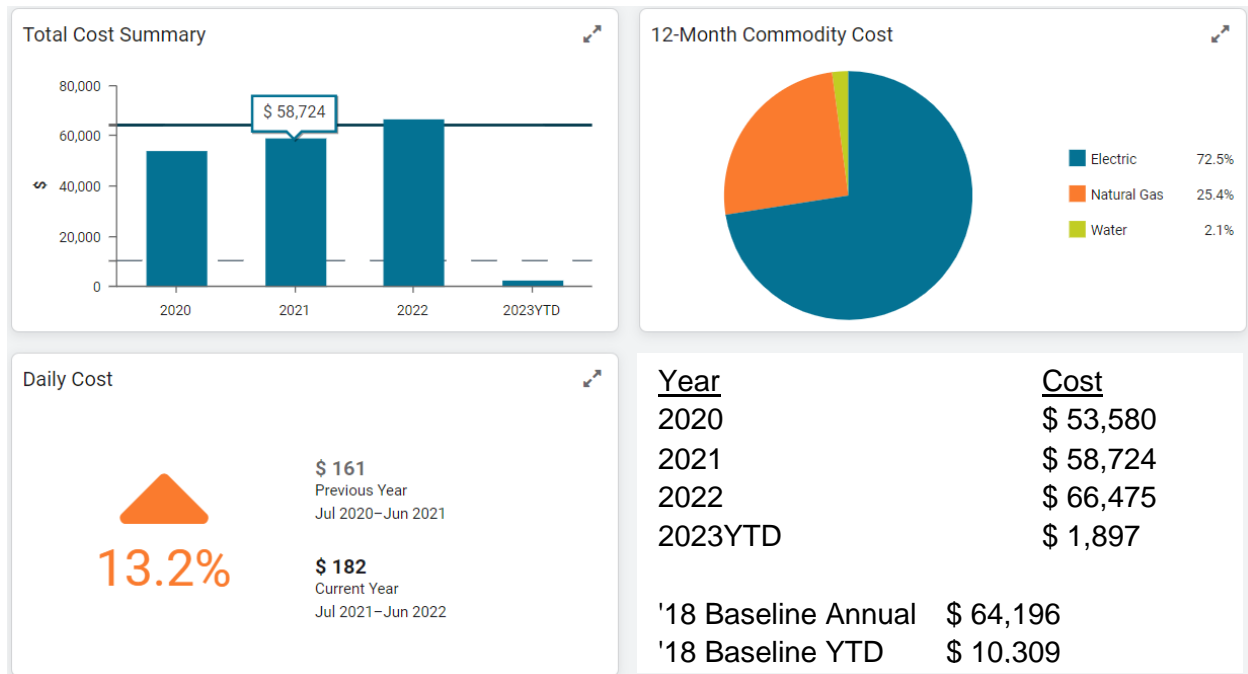 Total Cost Summary
80,000
60,000
40,000
20,000
0
$
$ 58,724
2020 2021 2022 2023YTD
12-Month Commodity Cost
Electric 72.5%
Natural Gas 25.4%
Water 2.1%
Daily Cost
13.2%
$ 161
Previous Year
Jul 2020–Jun 2021
$ 182
Current Year
Jul 2021–Jun 2022
Year Cost
2020 $ 53,580
2021 $ 58,724
2022 $ 66,475
2023YTD $ 1,897
'18 Baseline Annual $ 64,196
'18 Baseline YTD $ 10,309